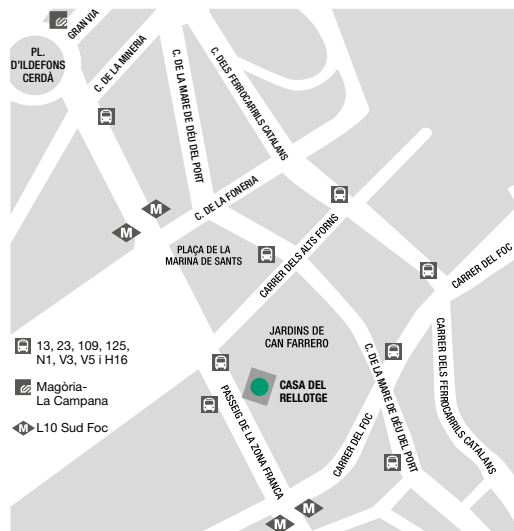 GRAN VIA
PL.
D'ILDEFONS
CERDÀ
C. DE LA MINERIA
C. DE LA MARE DE DÉU DEL PORT
C. DELS FERROCARRILS CATALANS
C. DE LA FONERIA
M
M
PLAÇA DE LA
MARINA DE SANTS
CARRER DELS ALTS FORNS
CARRER DEL FOC
JARDINS DE
CAN FARRERO
CASA DEL
RELLOTGE
PASSEIG DE LA ZONA FRANCA
CARRER DEL FOC
C. DE LA MARE DE DÉU DEL PORT
CARRER DELS FERROCARRILS CATALANS
13, 23, 109, 125,
N1, V3, V5 i H16
Magòria-
La Campana
M L10 Sud Foc
M
M